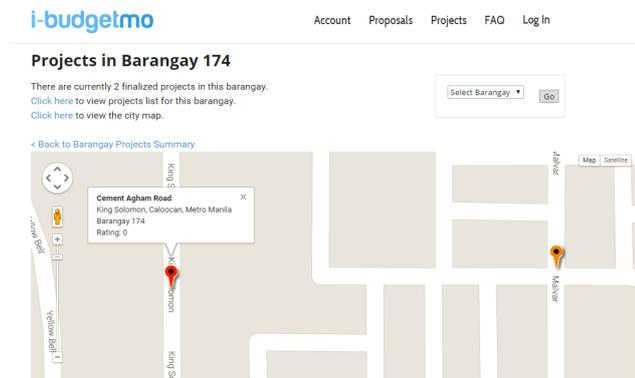 i-budgetmo
Account Proposals Projects FAQ Log In
Projects in Barangay 174
There are currently 2 finalized projects in this barangay.
Click here to view projects list for this barangay.
Click here to view the city map.
Select Barangay
Go
< Back to Barangay Projects Summary
Map Satellite
Cement Agham Road
King Solomon, Caloocan, Metro Manila
Barangay 174
Rating: 0
King S
Malvar
Yellow Bell
Malvar
Yellow Bell
King S